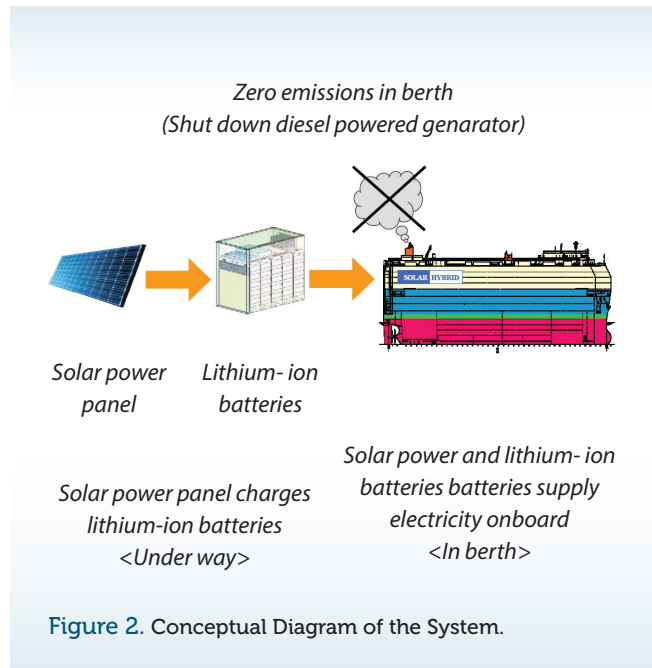 Zero emissions in berth
(Shut down diesel powered genarator)
SOLAR HYBRID
Solar power
panel
Lithium- ion
batteries
Solar power panel charges
lithium-ion batteries
<Under way>
Solar power and lithium- ion
batteries batteries supply
electricity onboard
<In berth>
Figure 2. Conceptual Diagram of the System.